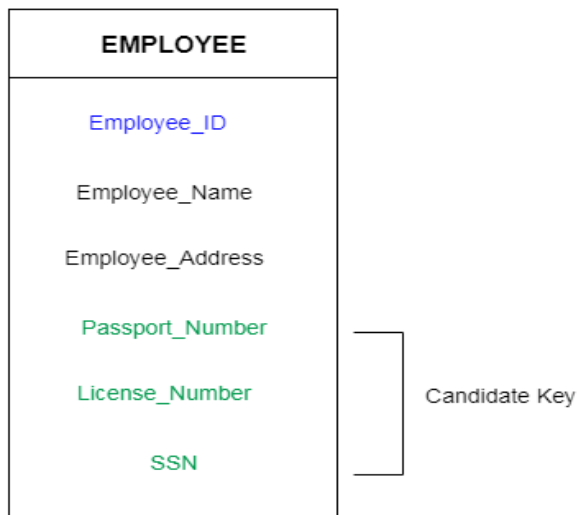 EMPLOYEE
Employee_ID
Employee_Name
Employee_Address
Passport_Number
License_Number
Candidate Key
SSN